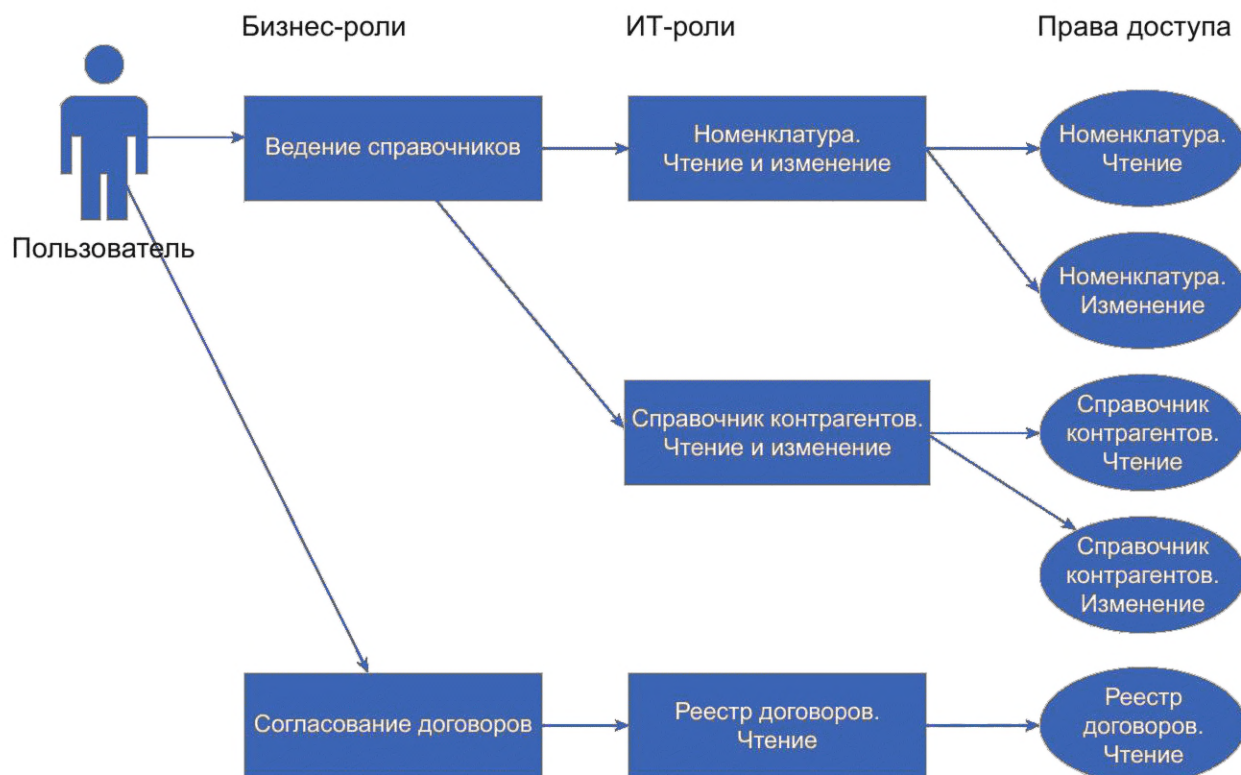 Бизнес-роли
ИТ-роли
Права доступа
Пользователь
Ведение справочников
Номенклатура.
Чтение и изменение
Номенклатура.
Чтение
Номенклатура.
Изменение
Справочник контрагентов.
Чтение и изменение
Справочник
контрагентов.
Чтение
Справочник
контрагентов.
Изменение
Согласование договоров
Реестр договоров.
Чтение
Реестр
договоров.
Чтение